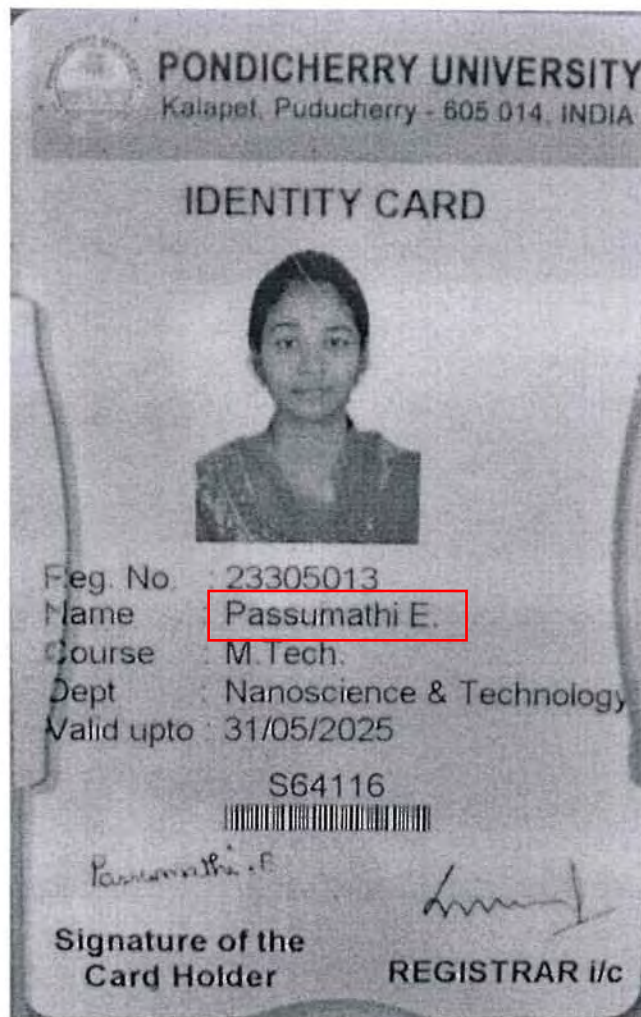 PONDICHERRY UNIVERSITY
Kalapet, Puducherry - 605 014, INDIA
IDENTITY CARD
Reg. No. : 23305013
Name : Passumathi E.
Course : M.Tech.
Dept : Nanoscience & Technology
Valid upto : 31/05/2025
S64116
Passumathi . E
Signature of the
Card Holder
REGISTRAR i/c